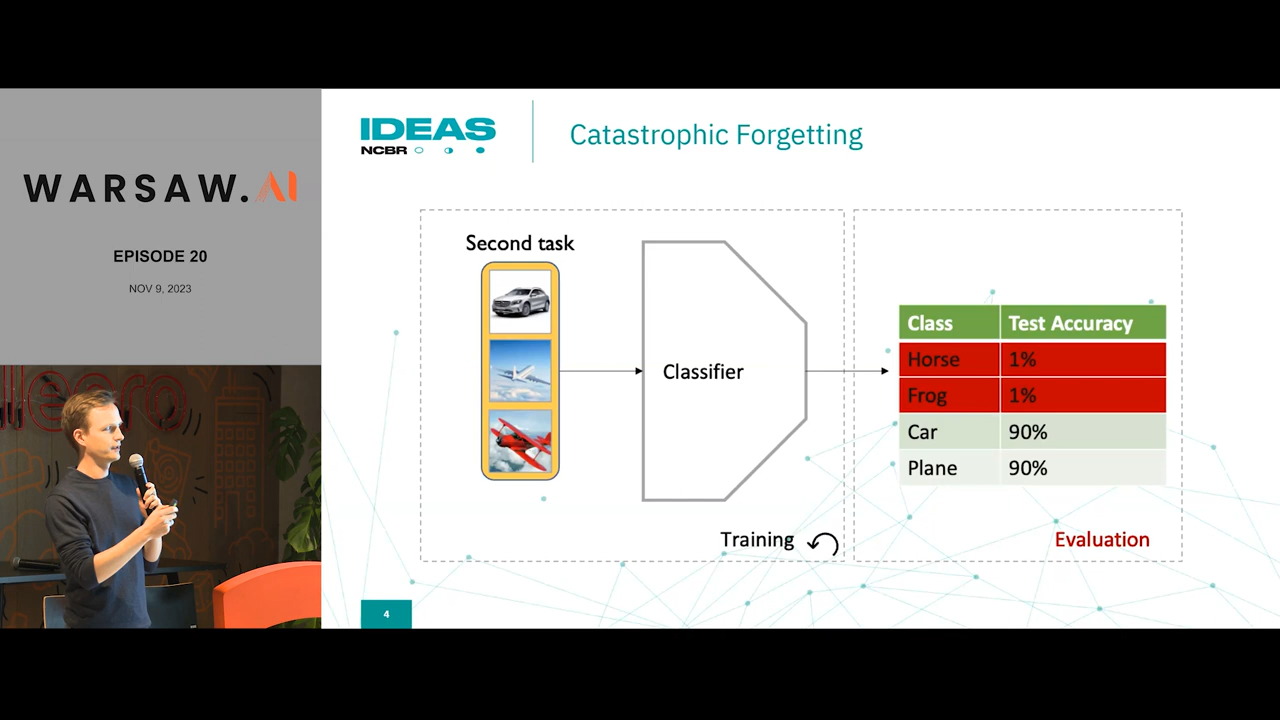 WARSAW.AI
EPISODE 20
NOV 9, 2023
IDEAS
NCBR
Catastrophic Forgetting
Second task
Classifier
Training
Class Test Accuracy
Horse 1%
Frog 1%
Car 90%
Plane 90%
Evaluation
4